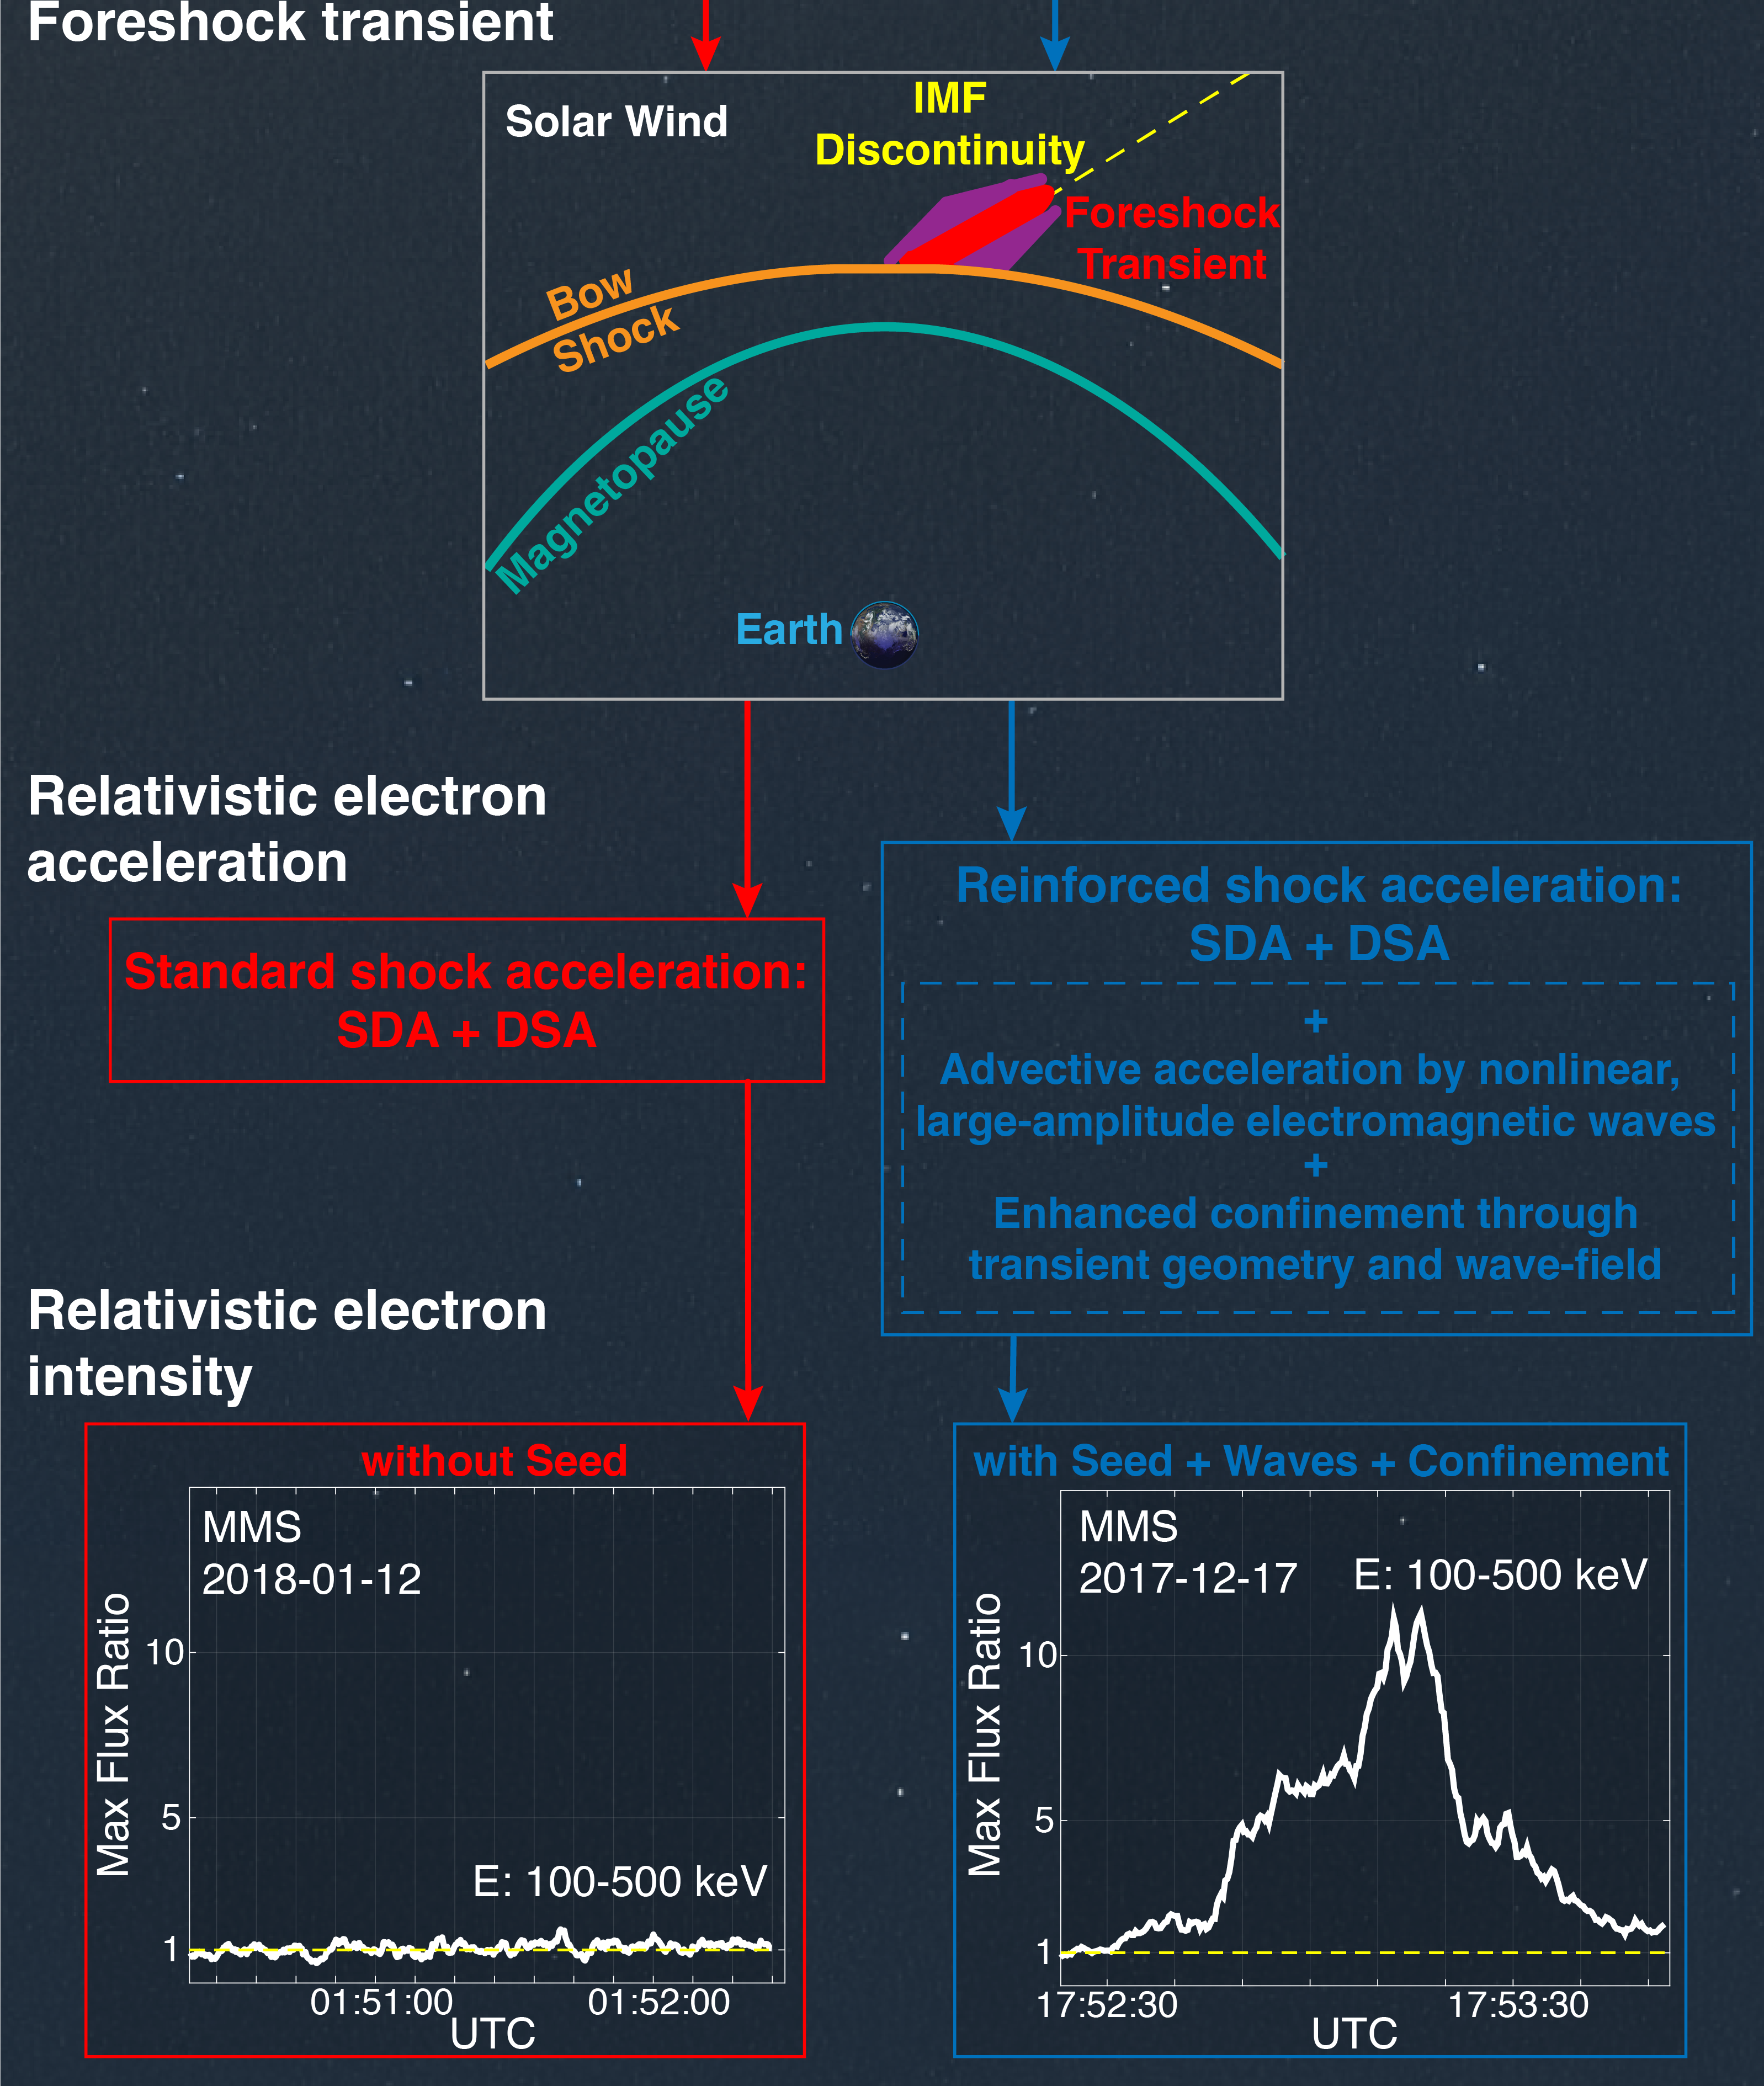 Foreshock transient
Solar Wind
IMF
Discontinuity
Foreshock
Transient
Bow
Shock
Magnetopause
Earth
Relativistic electron
acceleration
Standard shock acceleration:
SDA + DSA
Reinforced shock acceleration:
SDA + DSA
+
Advective acceleration by nonlinear,
large-amplitude electromagnetic waves
+
Enhanced confinement through
transient geometry and wave-field
Relativistic electron
intensity
without Seed
MMS
2018-01-12
Max Flux Ratio
10
5
1
E: 100-500 keV
01:51:00
01:52:00
UTC
with Seed + Waves + Confinement
MMS
2017-12-17
E: 100-500 keV
Max Flux Ratio
10
5
1
17:52:30
17:53:30
UTC